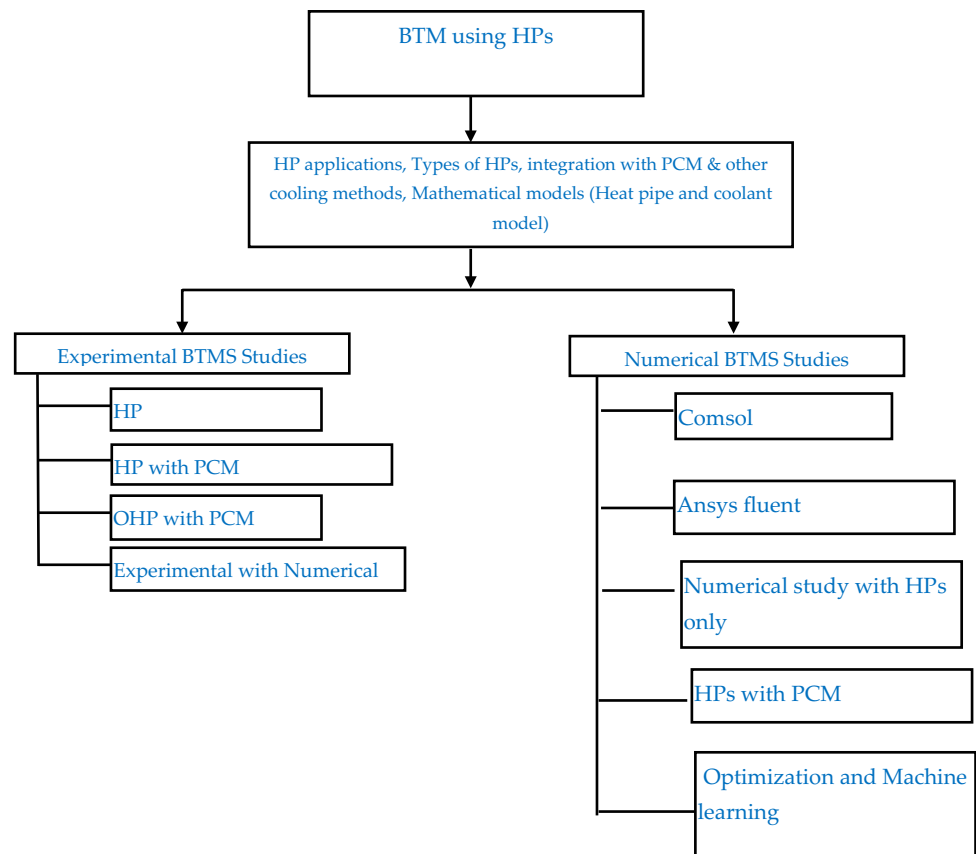 BTM using HPs
HP applications, Types of HPs, integration with PCM & other
cooling methods, Mathematical models (Heat pipe and coolant
model)
Experimental BTMS Studies
HP
HP with PCM
OHP with PCM
Experimental with Numerical
Numerical BTMS Studies
Comsol
Ansys fluent
Numerical study with HPs
only
HPs with PCM
Optimization and Machine
learning